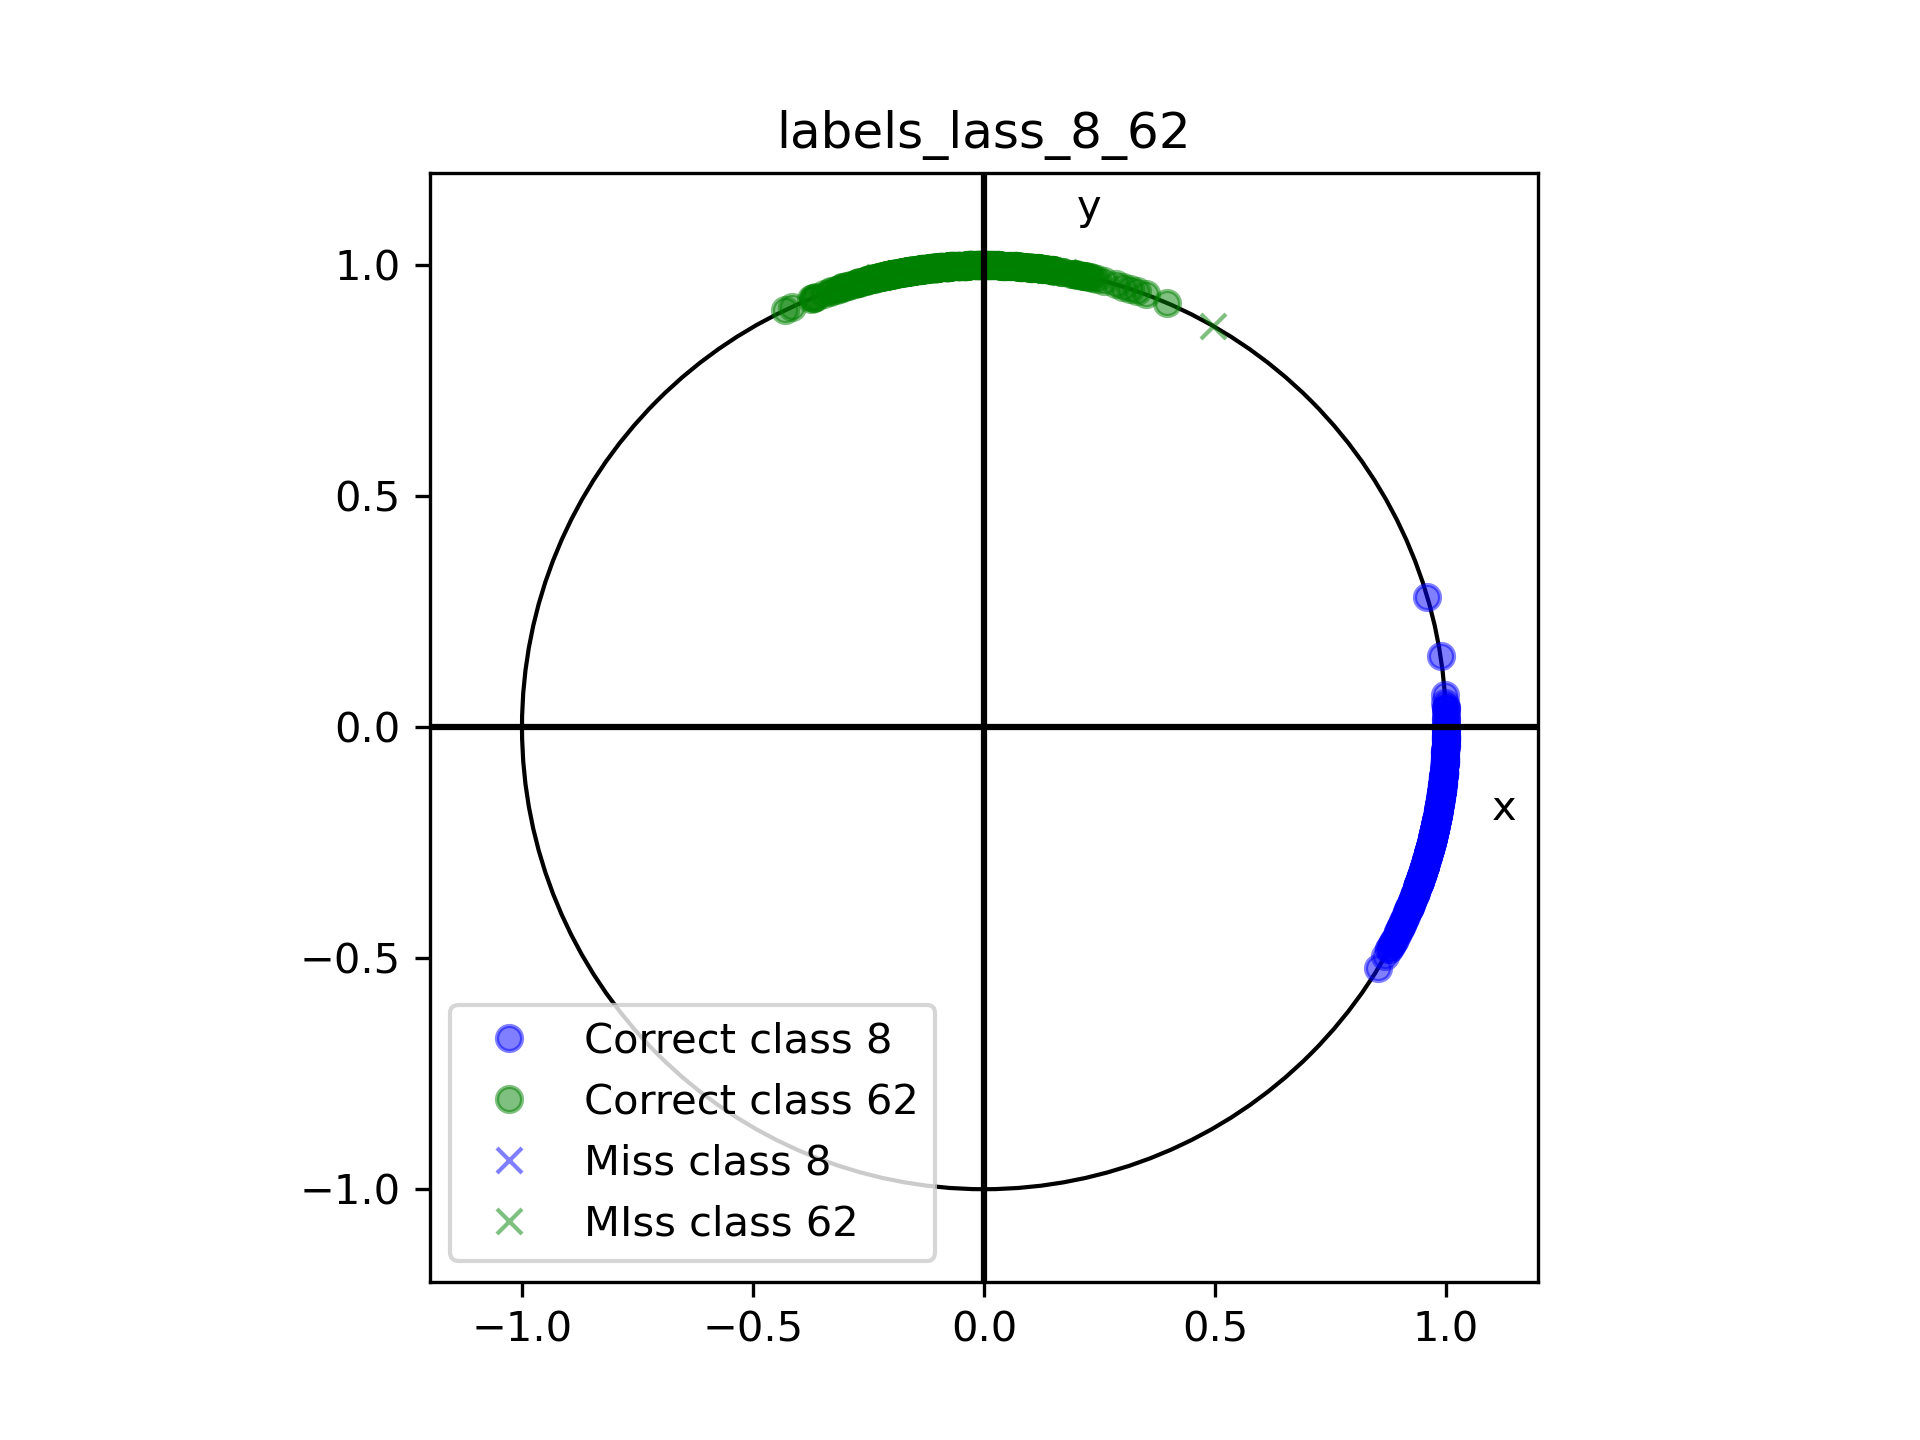 labels_lass_8_62
y
1.0
0.5
0.0
x
−0.5
−1.0
Correct class 8
Correct class 62
Miss class 8
MIss class 62
−1.0 −0.5 0.0 0.5 1.0